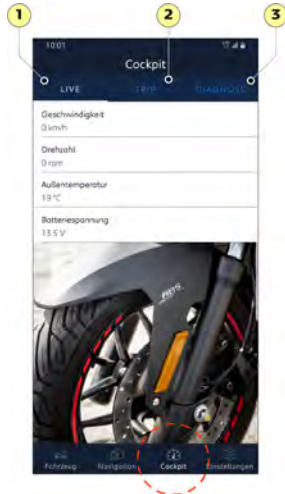 1 2 3
10:01
Cockpit
LIVE TRIP DIAGNOSE
Geschwindigkeit
0 km/h
Drehzahl
0 rpm
Außentemperatur
19 °C
Batteriespannung
13.5 V
ABS
Fahrzeug Navigation Cockpit Einstellungen